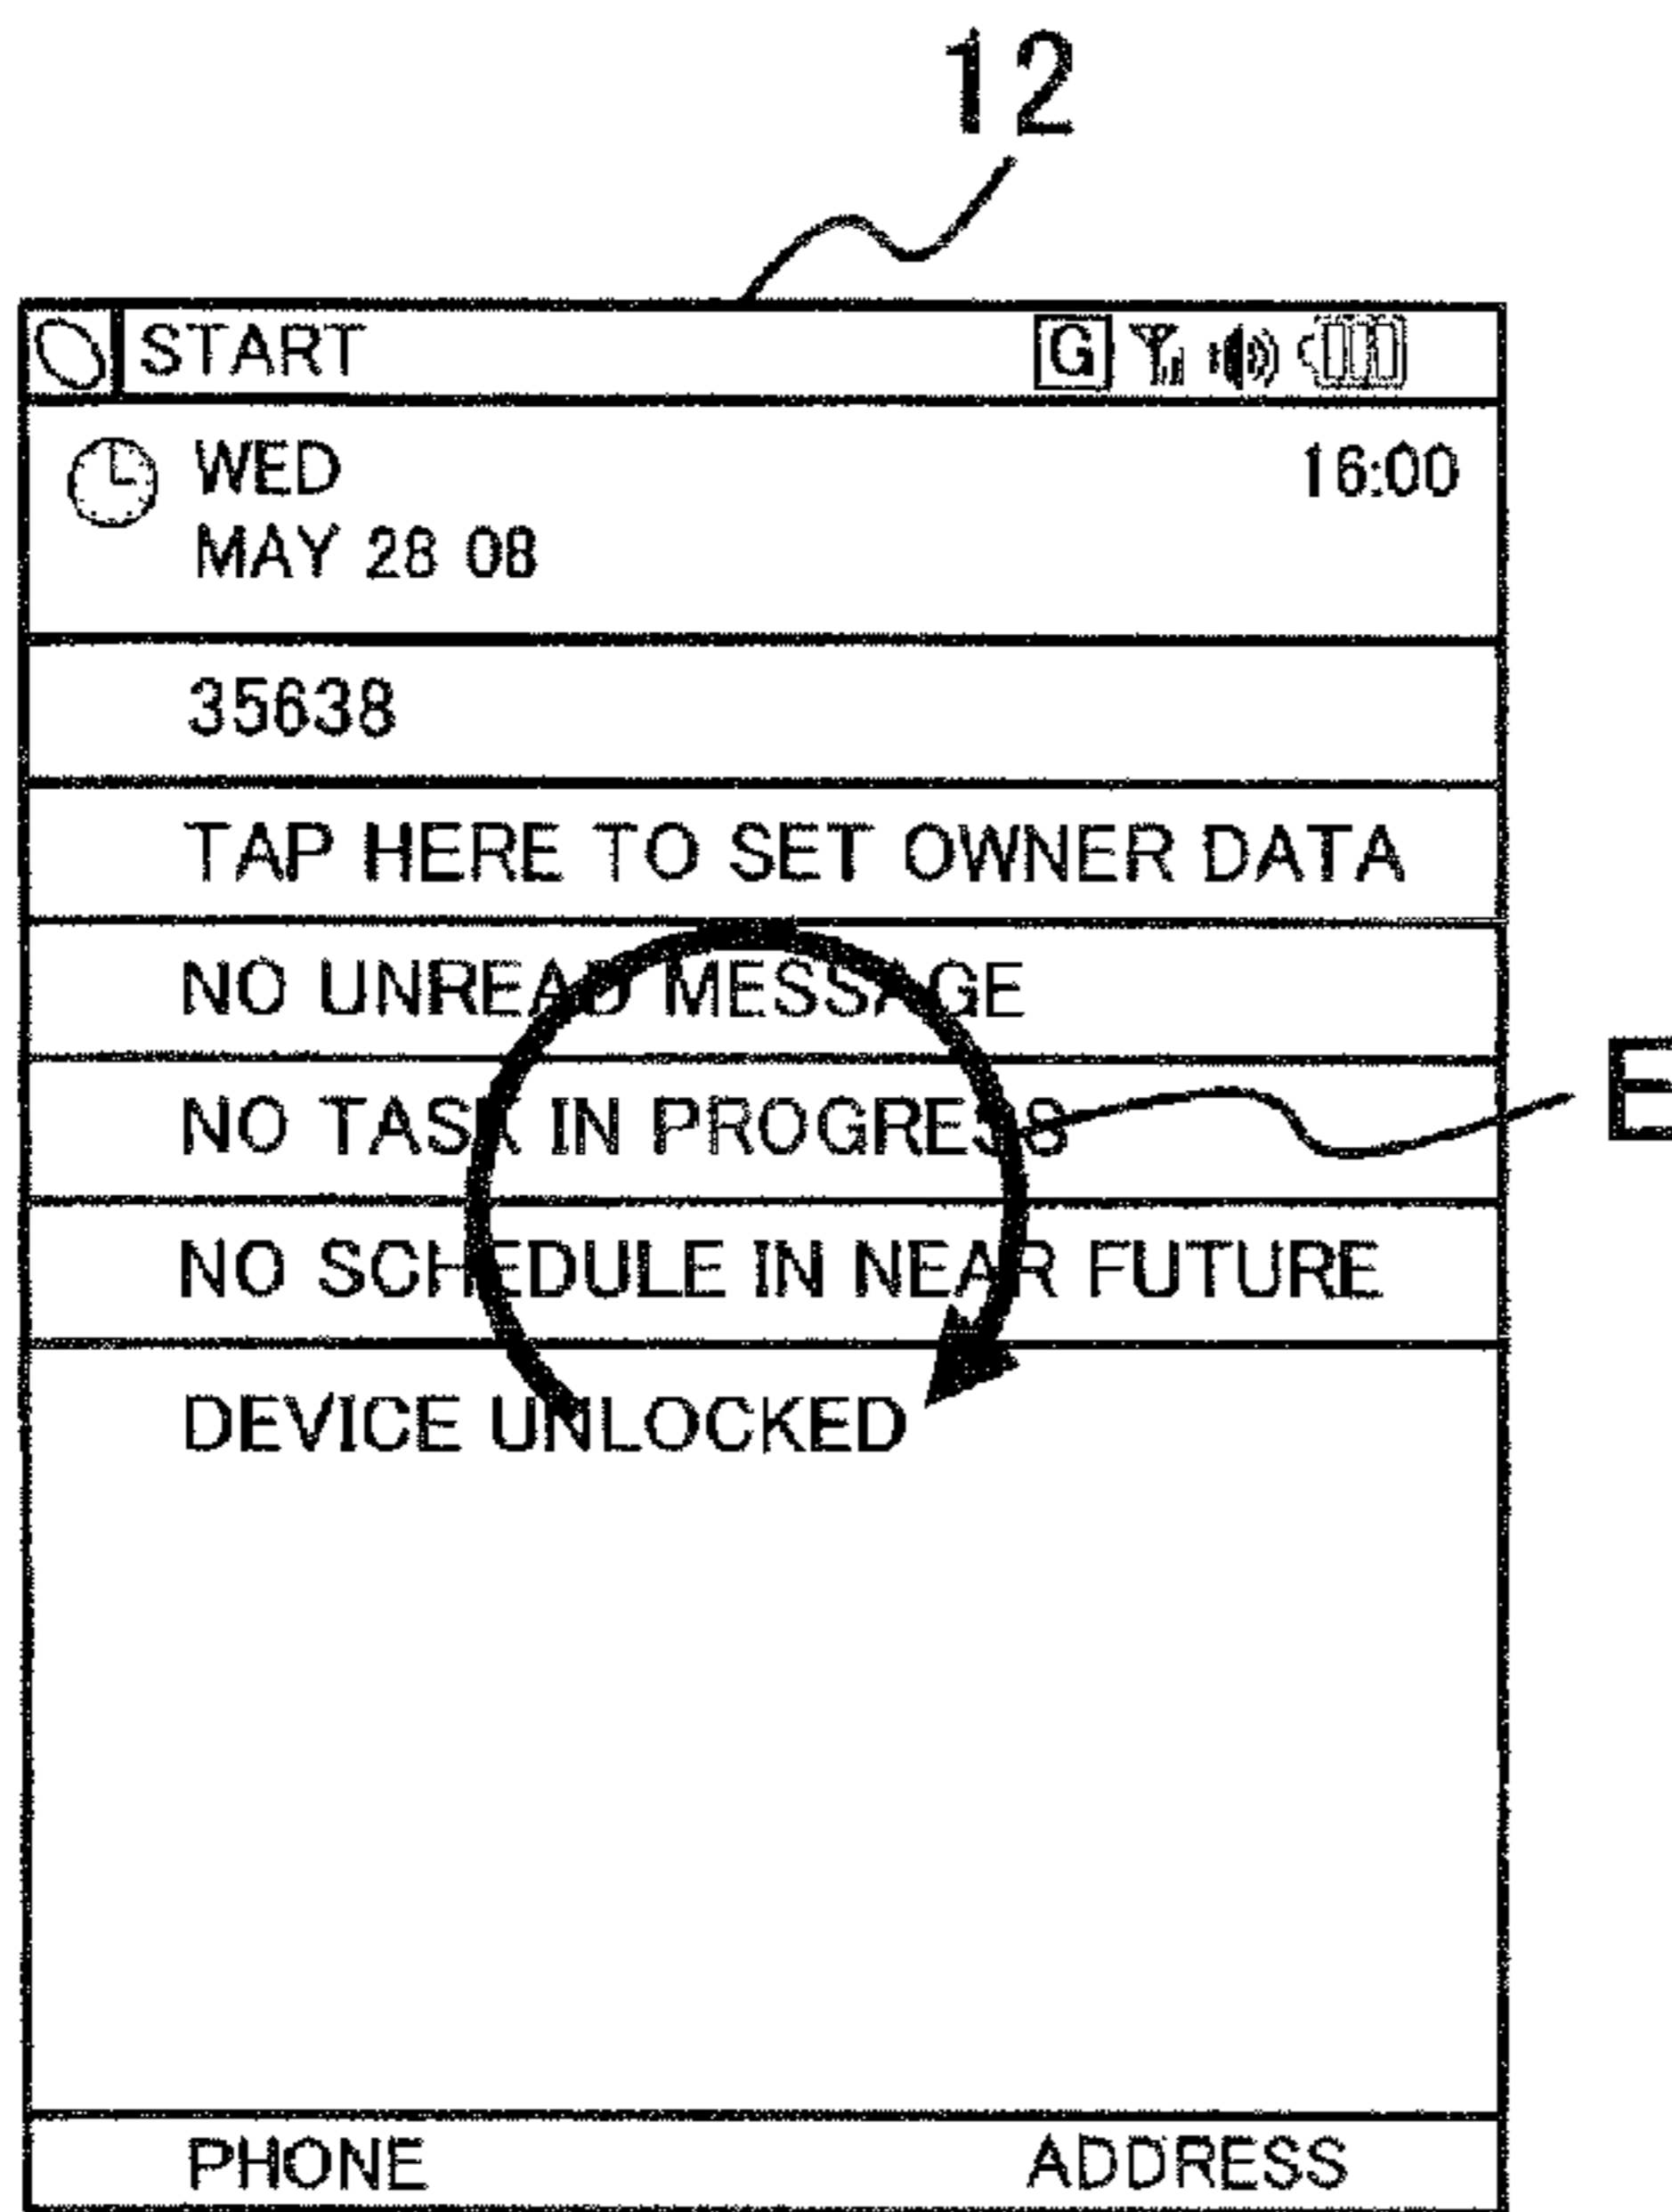 12
START G
WED 16:00
MAY 28 08
35638
TAP HERE TO SET OWNER DATA
NO UNREAD MESSAGE
NO TASK IN PROGRESS
E
NO SCHEDULE IN NEAR FUTURE
DEVICE UNLOCKED
PHONE ADDRESS